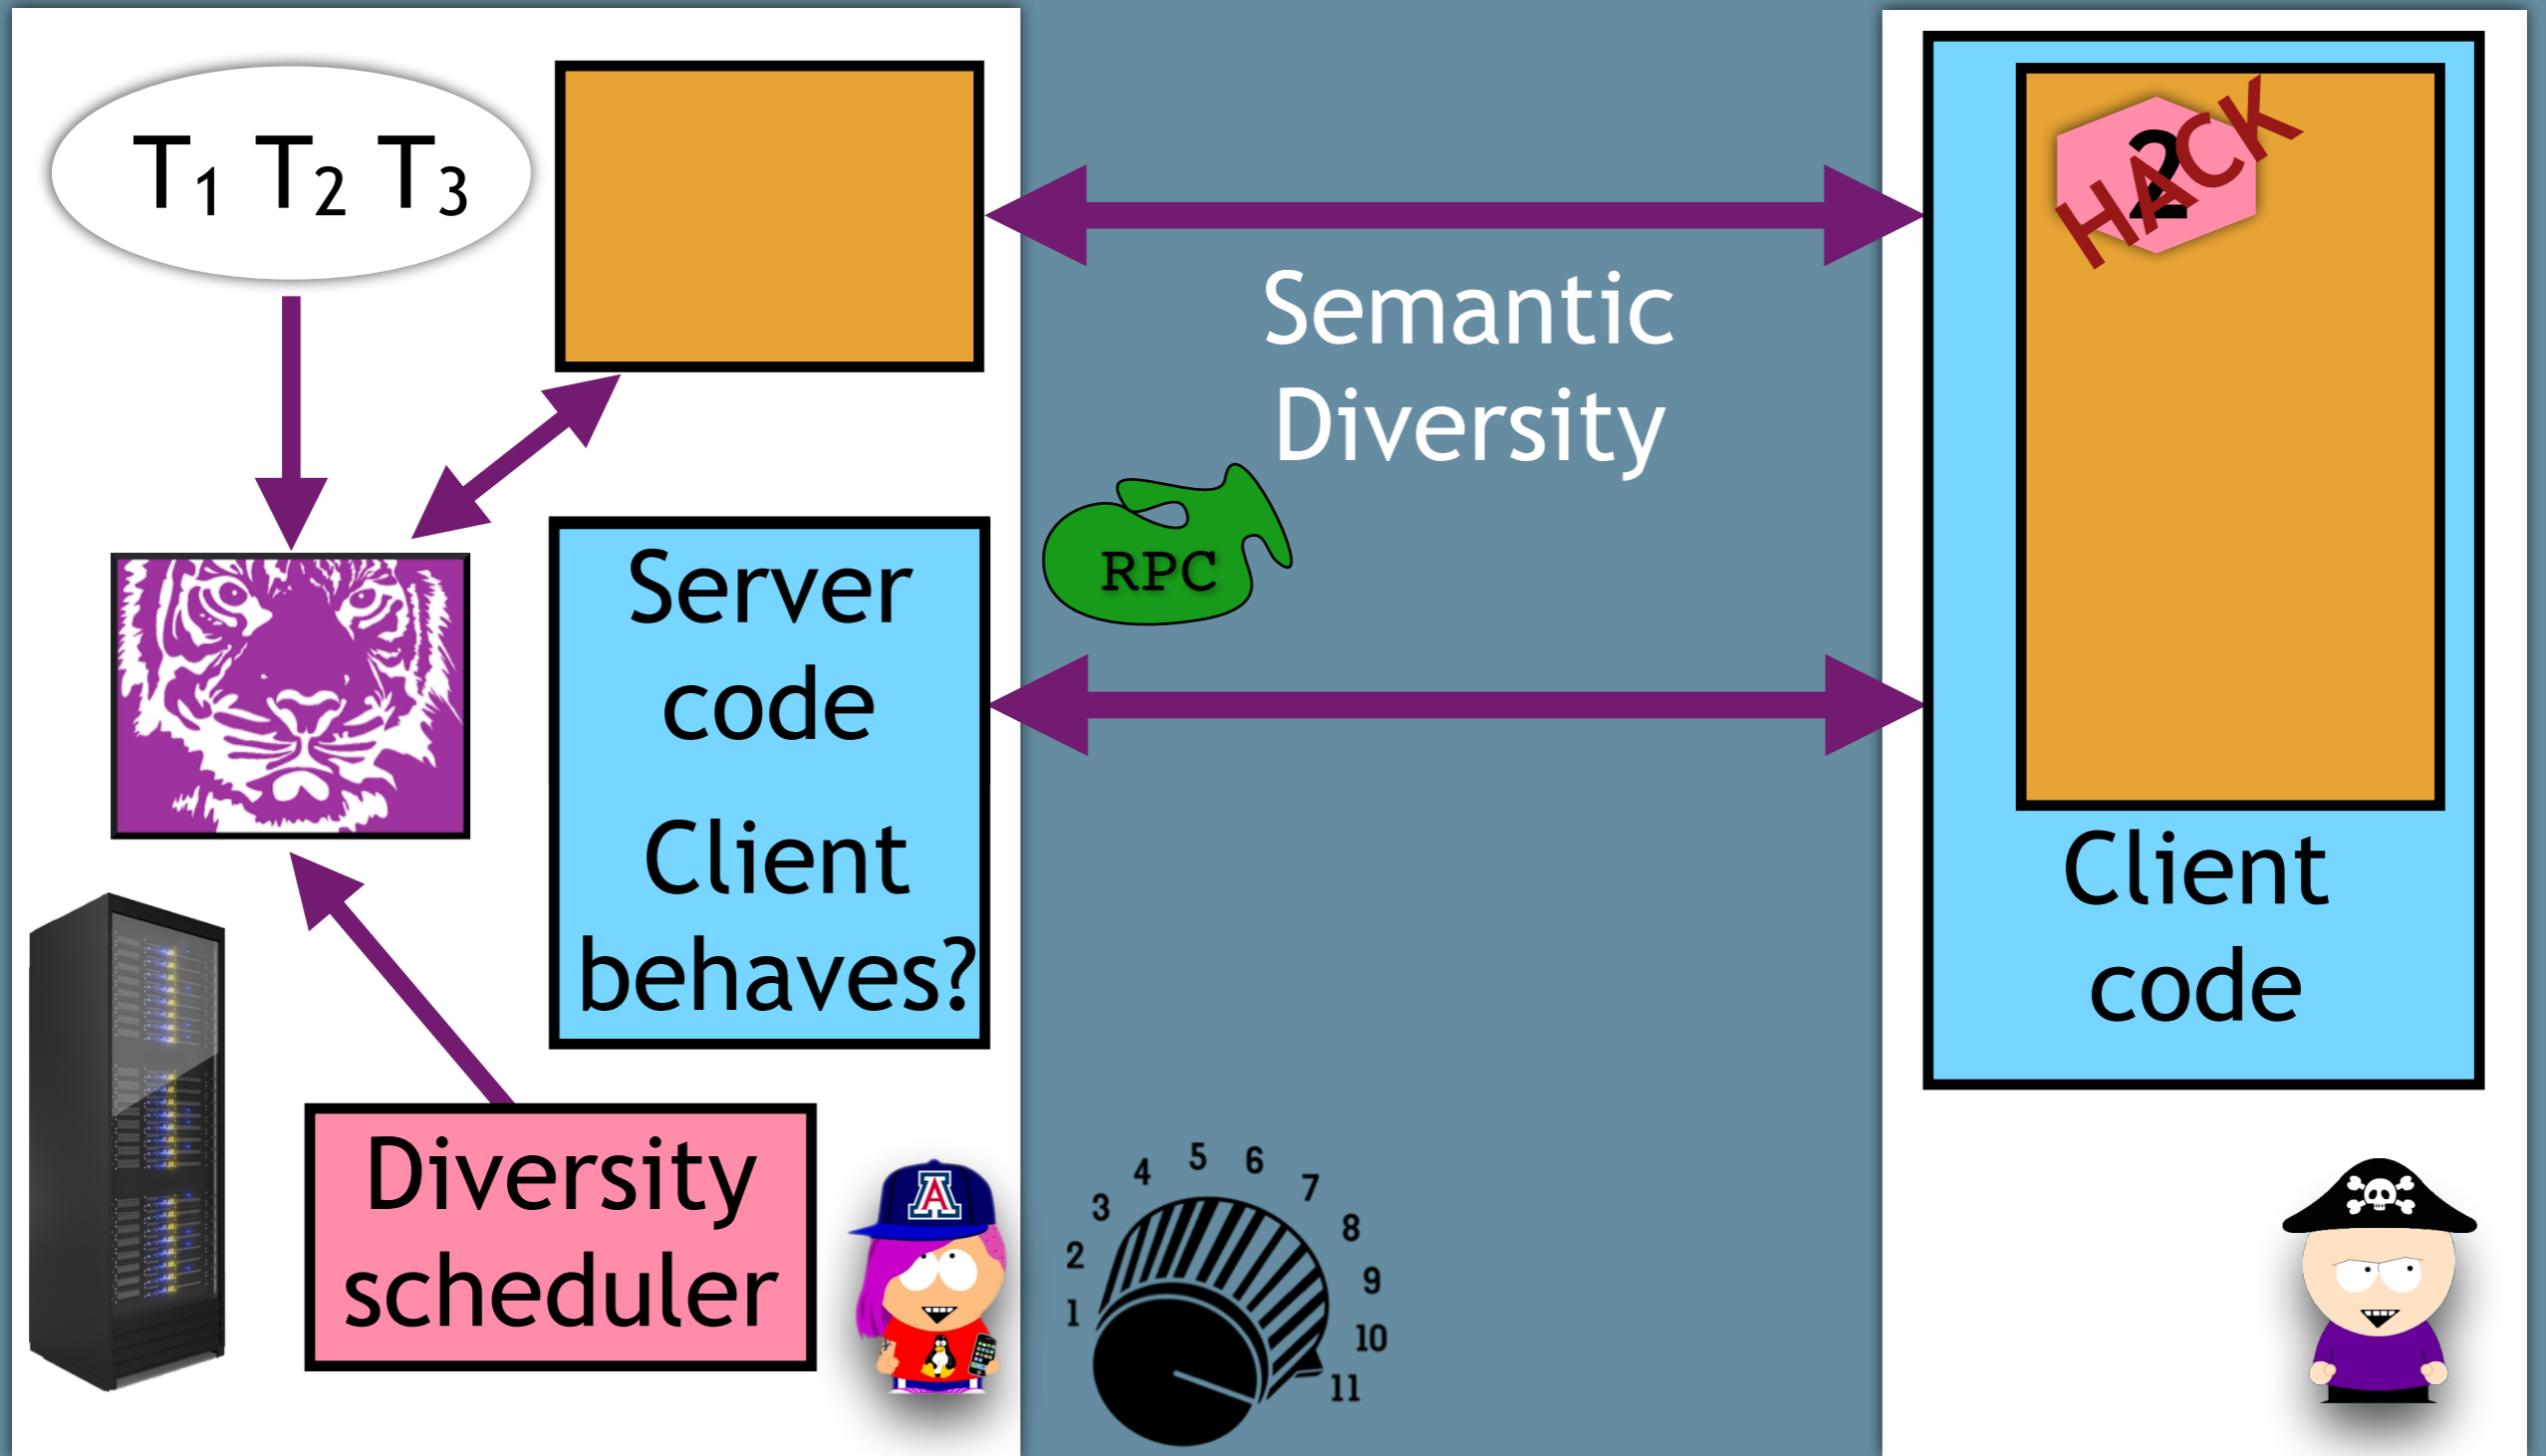 T1 T2 T3
2
HACK
Semantic
Diversity
RPC
Server
code
Client
behaves?
Client
code
Diversity
scheduler
A
1
2
3
4
5
6
7
8
9
10
11